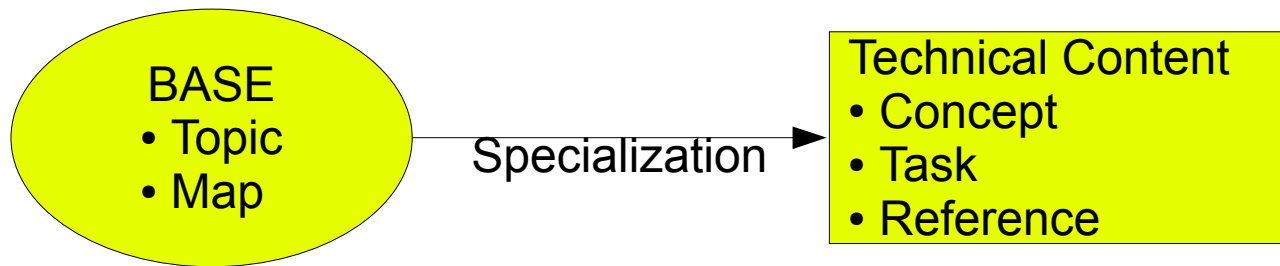 BASE
• Topic
• Map
Specialization
Technical Content
• Concept
• Task
• Reference